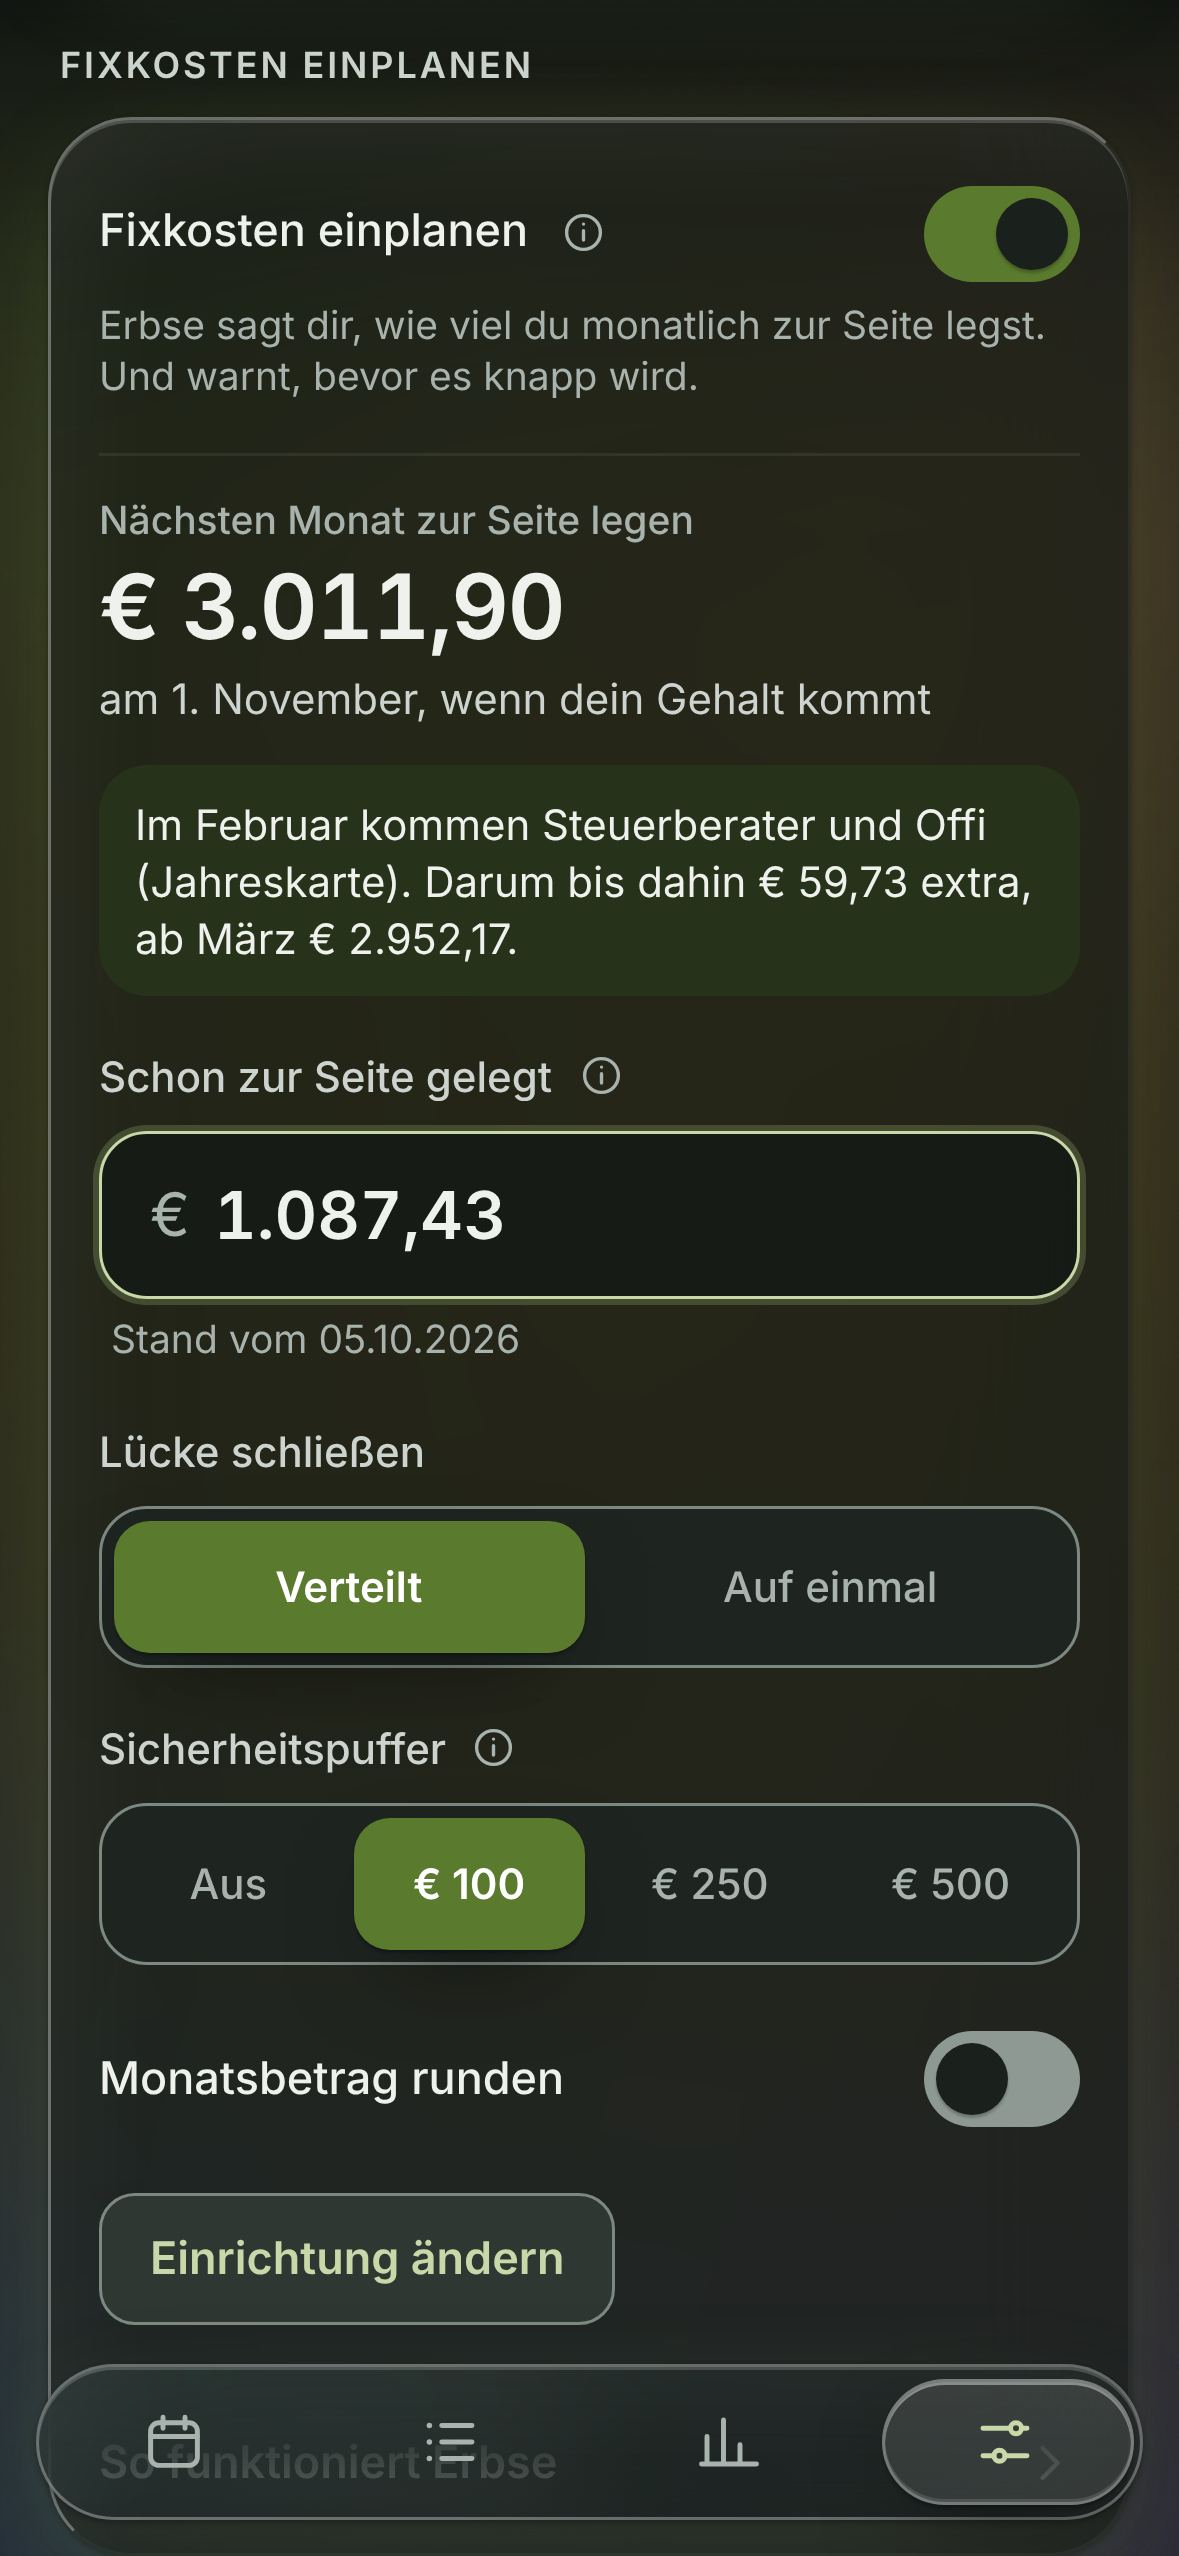 FIXKOSTEN EINPLANEN
Fixkosten einplanen
Erbse sagt dir, wie viel du monatlich zur Seite legst.
Und warnt, bevor es knapp wird.
Nächsten Monat zur Seite legen
€ 3.011,90
am 1. November, wenn dein Gehalt kommt
Im Februar kommen Steuerberater und Offi
(Jahreskarte). Darum bis dahin € 59,73 extra,
ab März € 2.952,17.
Schon zur Seite gelegt
€ 1.087,43
Stand vom 05.10.2026
Lücke schließen
Verteilt Auf einmal
Sicherheitspuffer
Aus € 100 € 250 € 500
Monatsbetrag runden
Einrichtung ändern
So funktioniert Erbse